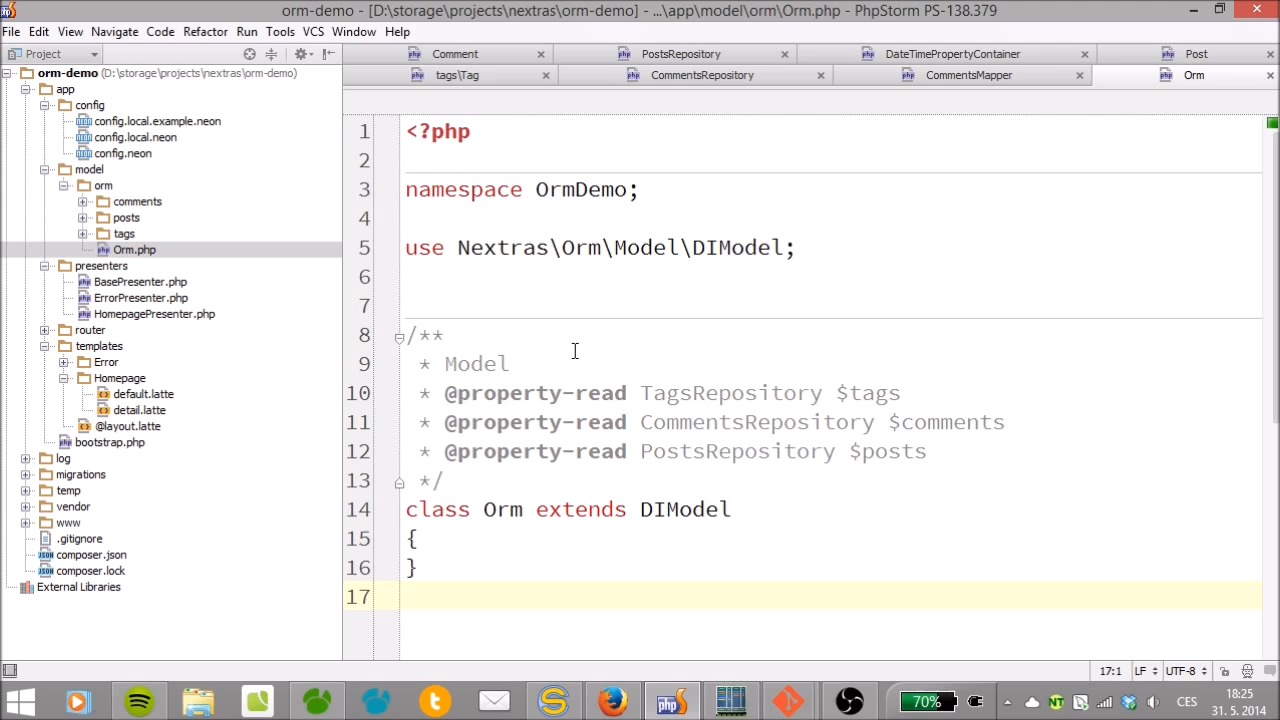 orm-demo - [D:\storage\projects\nextras\orm-demo] - ...\app\model\orm\Orm.php - PhpStorm PS-138.379
File Edit View Navigate Code Refactor Run Tools VCS Window Help
Project
Comment PostsRepository DateTimePropertyContainer Post
tags\Tag CommentsRepository CommentsMapper Orm
orm-demo (D:\storage\projects\nextras\orm-demo)
app
config
config.local.example.neon
config.local.neon
config.neon
model
orm
comments
posts
tags
Orm.php
presenters
BasePresenter.php
ErrorPresenter.php
HomepagePresenter.php
router
templates
Error
Homepage
default.latte
detail.latte
@layout.latte
bootstrap.php
log
migrations
temp
vendor
www
.gitignore
composer.json
composer.lock
External Libraries
1 <?php
2
3 namespace OrmDemo;
4
5 use Nextras\Orm\Model\DIModel;
6
7
8 /**
9 * Model
10 * @property-read TagsRepository $tags
11 * @property-read CommentsRepository $comments
12 * @property-read PostsRepository $posts
13 */
14 class Orm extends DIModel
15 {
16 }
17
17:1 LF UTF-8
70% CES 18:25
31. 5. 2014